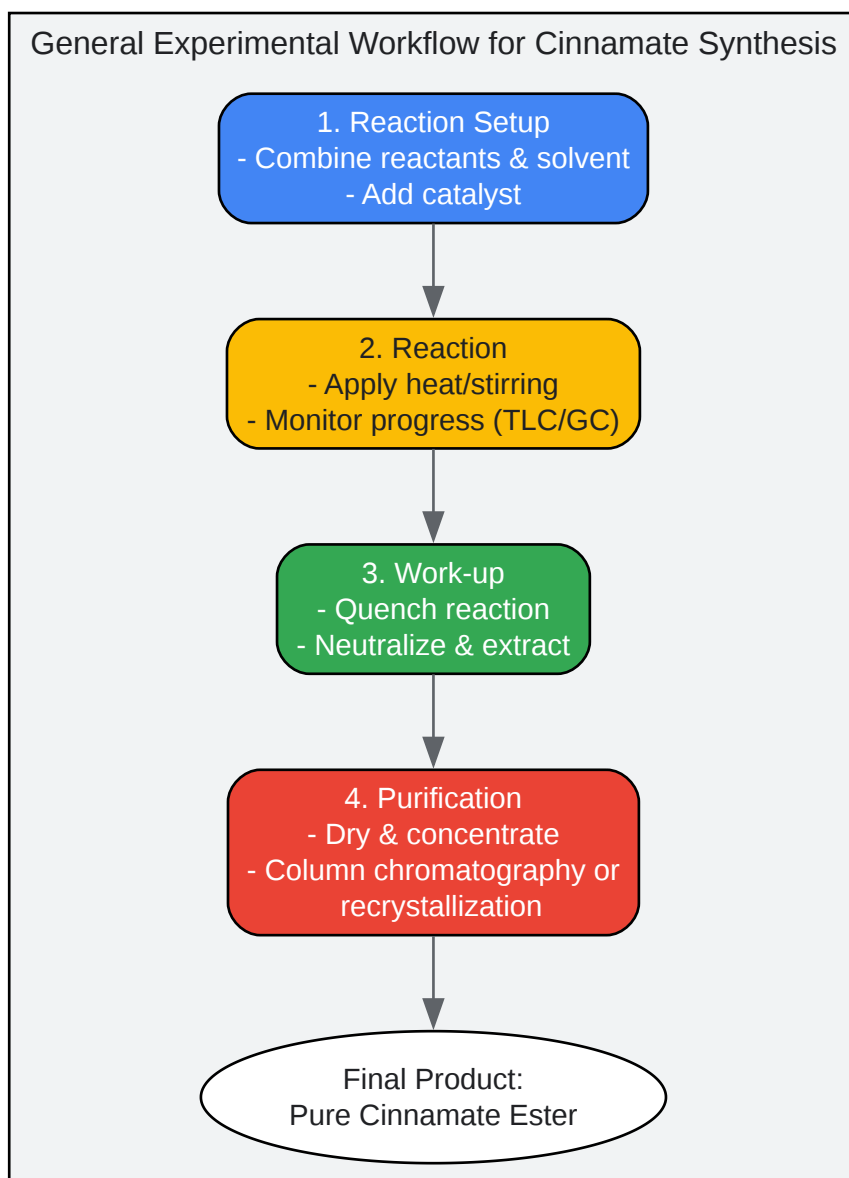 General Experimental Workflow for Cinnamate Synthesis
1. Reaction Setup
- Combine reactants & solvent
- Add catalyst
2. Reaction
- Apply heat/stirring
- Monitor progress (TLC/GC)
3. Work-up
- Quench reaction
- Neutralize & extract
4. Purification
- Dry & concentrate
- Column chromatography or
recrystallization
Final Product:
Pure Cinnamate Ester